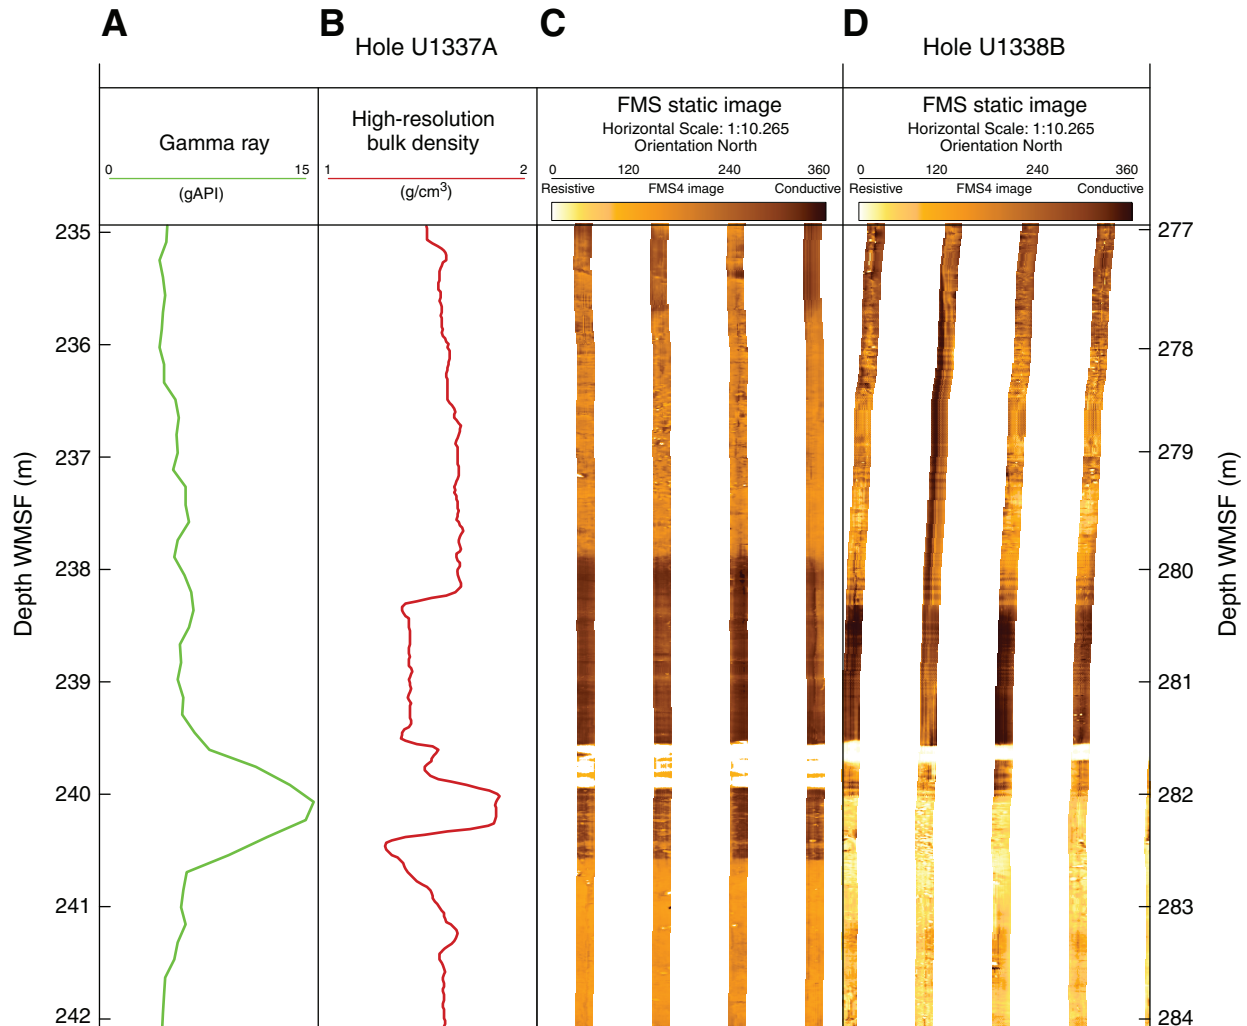 A
B
C
D
Hole U1337A
Hole U1338B
Gamma ray
0 15
(gAPI)
High-resolution
bulk density
1 2
(g/cm³)
FMS static image
Horizontal Scale: 1:10.265
Orientation North
0 120 240 360
Resistive FMS4 image Conductive
FMS static image
Horizontal Scale: 1:10.265
Orientation North
0 120 240 360
Resistive FMS4 image Conductive
Depth WMSF (m)
235
236
237
238
239
240
241
242
277
278
279
280
281
282
283
284
Depth WMSF (m)